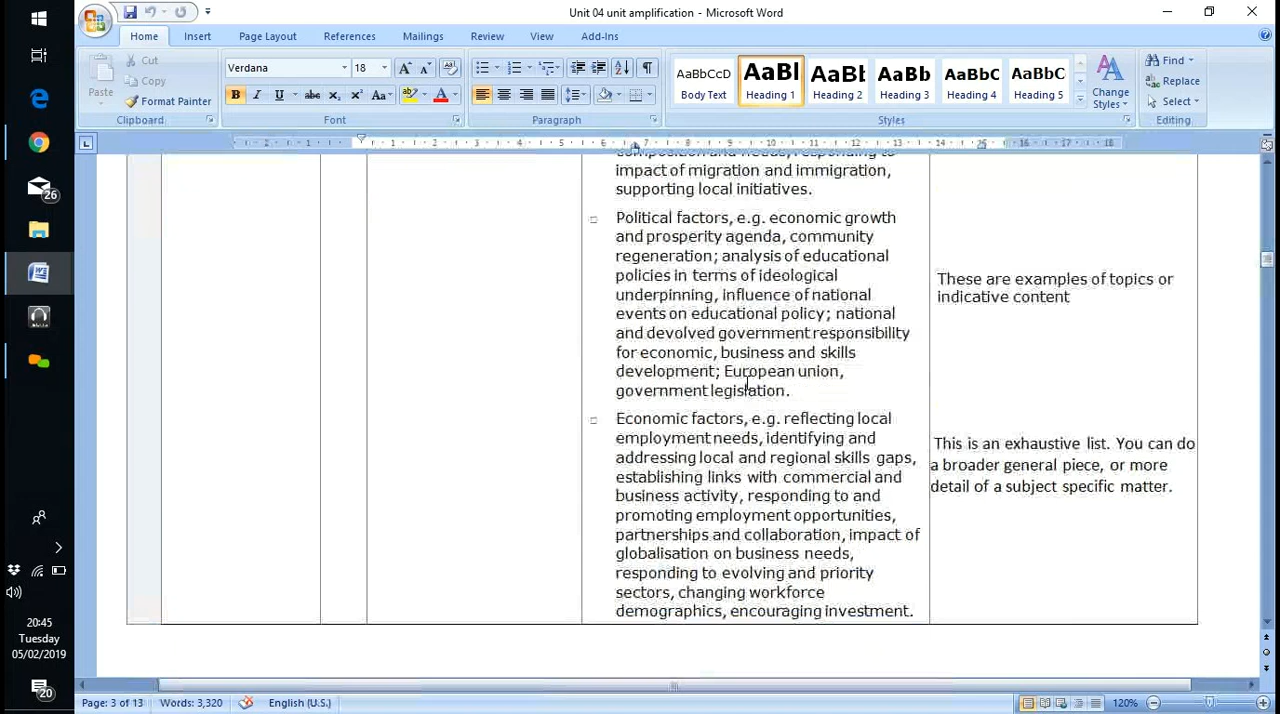 Unit 04 unit amplification - Microsoft Word
Home Insert Page Layout References Mailings Review View Add-Ins
Paste
Cut
Copy
Format Painter
Clipboard
Verdana 18
Font
Paragraph
AaBbCcD Body Text
AaBl Heading 1
AaBb Heading 2
AaBb Heading 3
AaBbC Heading 4
AaBbC Heading 5
Change Styles
Styles
Find
Replace
Select
Editing
impact of migration and immigration,
supporting local initiatives.
Political factors, e.g. economic growth
and prosperity agenda, community
regeneration; analysis of educational
policies in terms of ideological
underpinning, influence of national
events on educational policy; national
and devolved government responsibility
for economic, business and skills
development; European union,
government legislation.
Economic factors, e.g. reflecting local
employment needs, identifying and
addressing local and regional skills gaps,
establishing links with commercial and
business activity, responding to and
promoting employment opportunities,
partnerships and collaboration, impact of
globalisation on business needs,
responding to evolving and priority
sectors, changing workforce
demographics, encouraging investment.
These are examples of topics or
indicative content
This is an exhaustive list. You can do
a broader general piece, or more
detail of a subject specific matter.
26
20:45
Tuesday
05/02/2019
20
Page: 3 of 13 Words: 3,320 English (U.S.) 120%